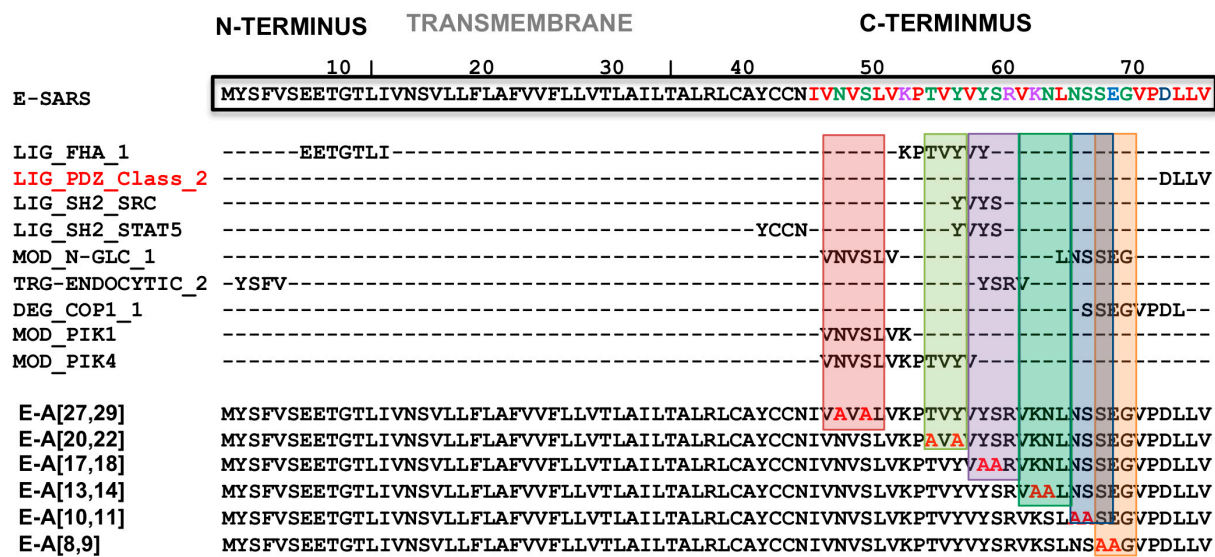 N-TERMINUS TRANSMEMBRANE C-TERMINMUS
10 | 20 30 | 40 50 60 70
E-SARS MYSFVSEETGTLIVNSVLLFLAFVVFLLVTLAILTALRLCAYCCNIVNVSLVKPTVYVYSRVKNLNSSEGVPDLLV
LIG_FHA_1 ------EETGTLI---------------------------------------KPTVYVY-----------------
LIG_PDZ_Class_2 ------------------------------------------------------------------------DLLV
LIG_SH2_SRC --------------------------------------------------------YVYS----------------
LIG_SH2_STAT5 -----------------------------------------YCCN-----------YVYS----------------
MOD_N-GLC_1 ----------------------------------------------VNVSLV------------LNSSEG------
TRG-ENDOCYTIC_2 -YSFV-----------------------------------------------------YSRV--------------
DEG_COP1_1 ------------------------------------------------------------------SSEGVPDL--
MOD_PIK1 ----------------------------------------------VNVSLVK-----------------------
MOD_PIK4 ----------------------------------------------VNVSLVKPTVYV------------------
E-A[27,29] MYSFVSEETGTLIVNSVLLFLAFVVFLLVTLAILTALRLCAYCCNIVAVALVKPTVYVYSRVKNLNSSEGVPDLLV
E-A[20,22] MYSFVSEETGTLIVNSVLLFLAFVVFLLVTLAILTALRLCAYCCNIVNVSLVKPAVAVYSRVKNLNSSEGVPDLLV
E-A[17,18] MYSFVSEETGTLIVNSVLLFLAFVVFLLVTLAILTALRLCAYCCNIVNVSLVKPTVYVAARVKNLNSSEGVPDLLV
E-A[13,14] MYSFVSEETGTLIVNSVLLFLAFVVFLLVTLAILTALRLCAYCCNIVNVSLVKPTVYVYSRVAALNSSEGVPDLLV
E-A[10,11] MYSFVSEETGTLIVNSVLLFLAFVVFLLVTLAILTALRLCAYCCNIVNVSLVKPTVYVYSRVKSLAASEGVPDLLV
E-A[8,9] MYSFVSEETGTLIVNSVLLFLAFVVFLLVTLAILTALRLCAYCCNIVNVSLVKPTVYVYSRVKSLNSAAGVPDLLV